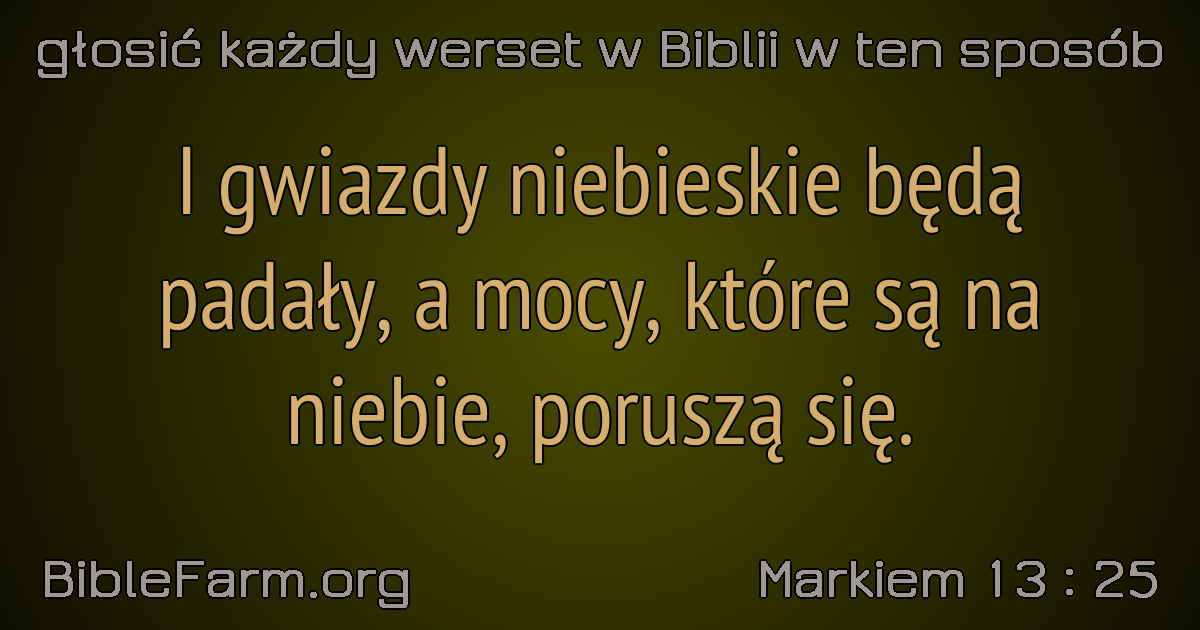 głosić każdy werset w Biblii w ten sposób
I gwiazdy niebieskie będą
padały, a mocy, które są na
niebie, poruszą się.
BibleFarm.org
Markiem 13 : 25